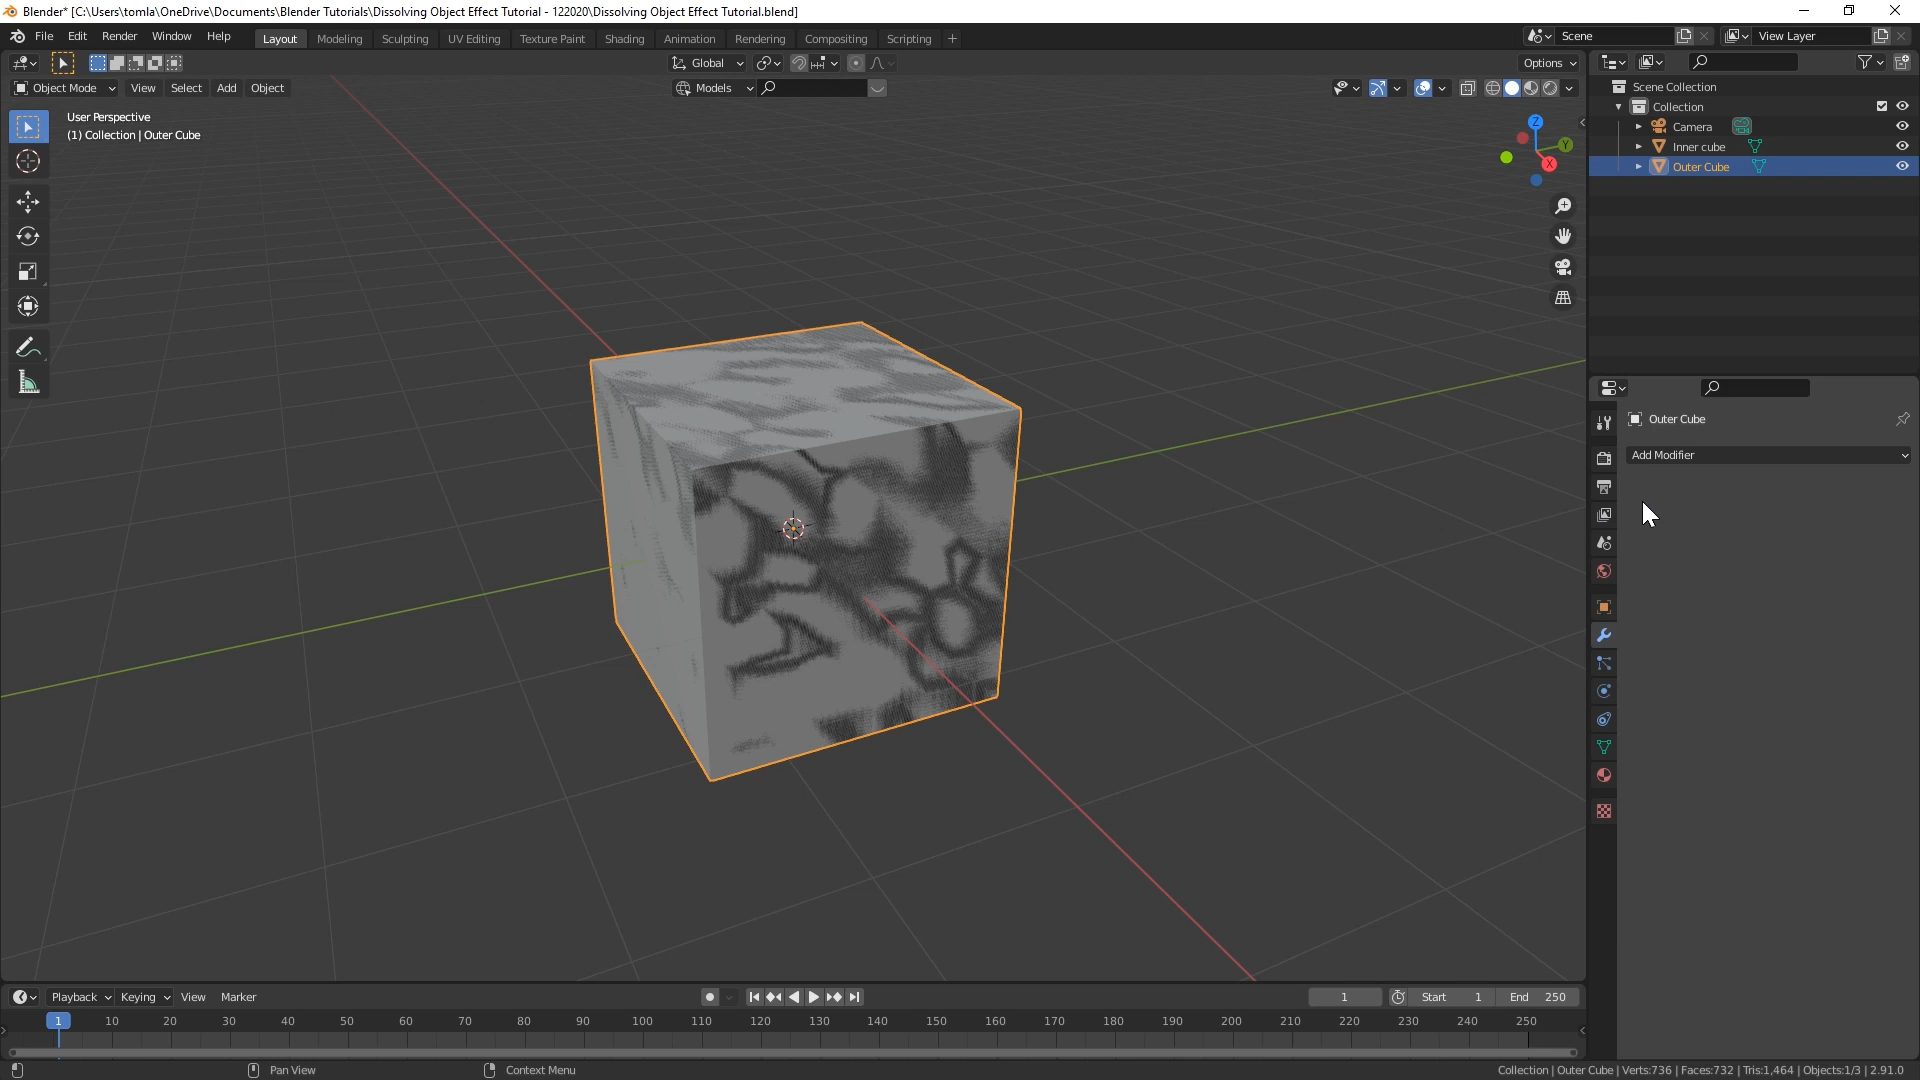 Blender* [C:\Users\tomla\OneDrive\Documents\Blender Tutorials\Dissolving Object Effect Tutorial - 122020\Dissolving Object Effect Tutorial.blend]
File Edit Render Window Help Layout Modeling Sculpting UV Editing Texture Paint Shading Animation Rendering Compositing Scripting + Scene View Layer
Global Options
Object Mode View Select Add Object Models
Scene Collection
Collection
Camera
Inner cube
Outer Cube
User Perspective
(1) Collection | Outer Cube
Z
Y
X
Outer Cube
Add Modifier
Playback Keying View Marker 1 Start 1 End 250
1 10 20 30 40 50 60 70 80 90 100 110 120 130 140 150 160 170 180 190 200 210 220 230 240 250
Pan View Context Menu Collection | Outer Cube | Verts:736 | Faces:732 | Tris:1,464 | Objects:1/3 | 2.91.0